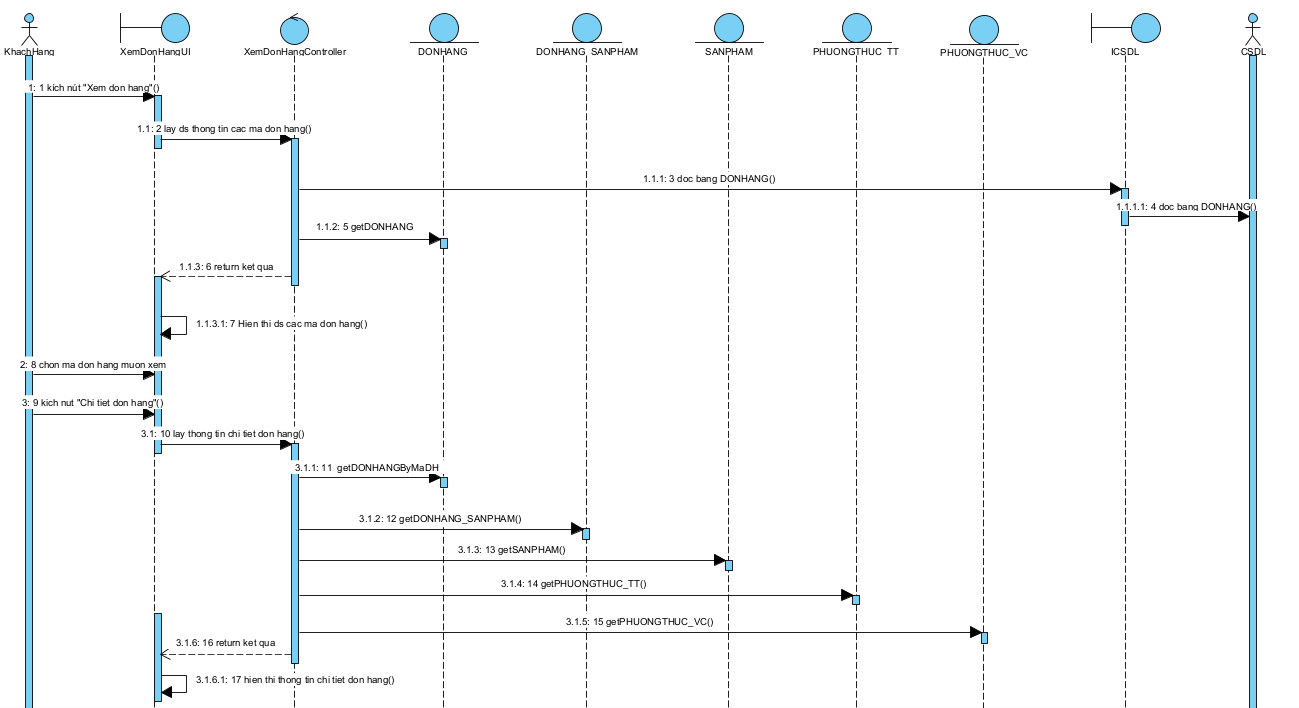 KhachHang
XemDonHangUI
XemDonHangController
DONHANG
DONHANG_SANPHAM
SANPHAM
PHUONGTHUC_TT
PHUONGTHUC_VC
ICSDL
CSDL
1: 1 kich nút "Xem don hang"()
1.1: 2 lay ds thong tin cac ma don hang()
1.1.1: 3 doc bang DONHANG()
1.1.1.1: 4 doc bang DONHANG()
1.1.2: 5 getDONHANG
1.1.3: 6 return ket qua
1.1.3.1: 7 Hien thi ds cac ma don hang()
2: 8 chon ma don hang muon xem
3: 9 kich nut "Chi tiet don hang"()
3.1: 10 lay thong tin chi tiet don hang()
3.1.1: 11 getDONHANGByMaDH
3.1.2: 12 getDONHANG_SANPHAM()
3.1.3: 13 getSANPHAM()
3.1.4: 14 getPHUONGTHUC_TT()
3.1.5: 15 getPHUONGTHUC_VC()
3.1.6: 16 return ket qua
3.1.6.1: 17 hien thi thong tin chi tiet don hang()